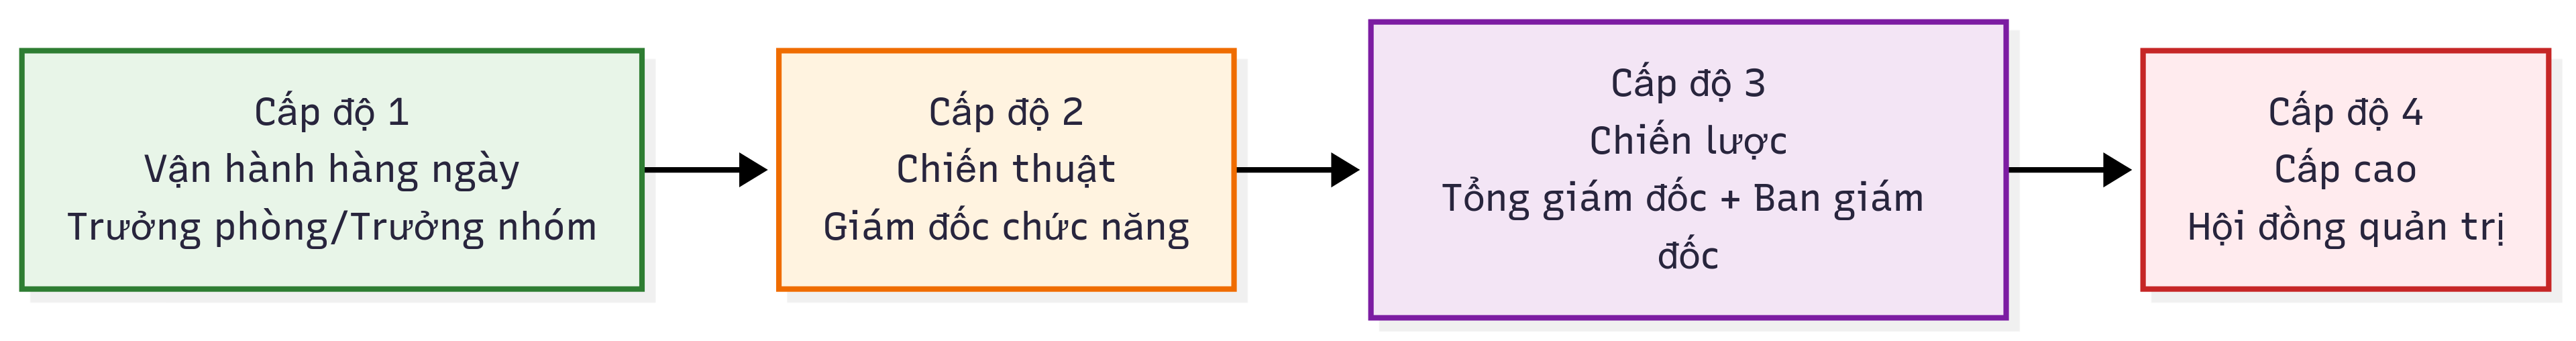 Cấp độ 1
Vận hành hàng ngày
Trưởng phòng/Trưởng nhóm
Cấp độ 2
Chiến thuật
Giám đốc chức năng
Cấp độ 3
Chiến lược
Tổng giám đốc + Ban giám
đốc
Cấp độ 4
Cấp cao
Hội đồng quản trị